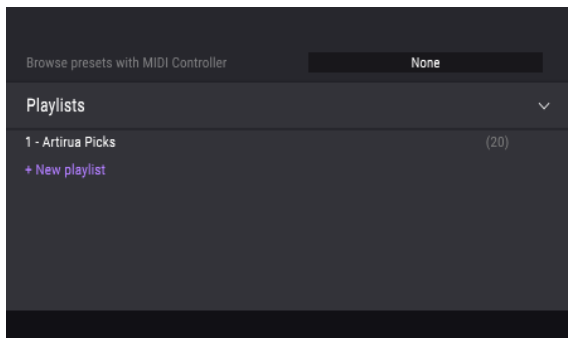 Browse presets with MIDI Controller None
Playlists
1 - Artirua Picks (20)
+ New playlist